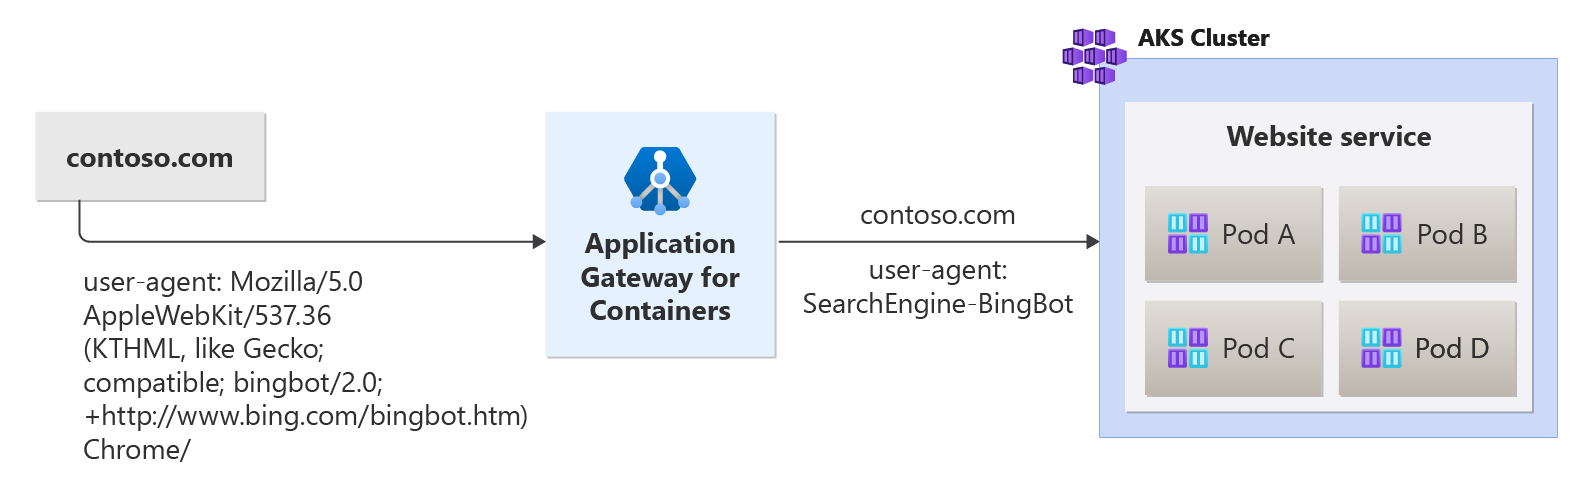 AKS Cluster
contoso.com
user-agent: Mozilla/5.0
AppleWebKit/537.36
(KTHML, like Gecko;
compatible; bingbot/2.0;
+http://www.bing.com/bingbot.htm)
Chrome/
Application
Gateway for
Containers
contoso.com
user-agent:
SearchEngine-BingBot
Website service
Pod A
Pod B
Pod C
Pod D